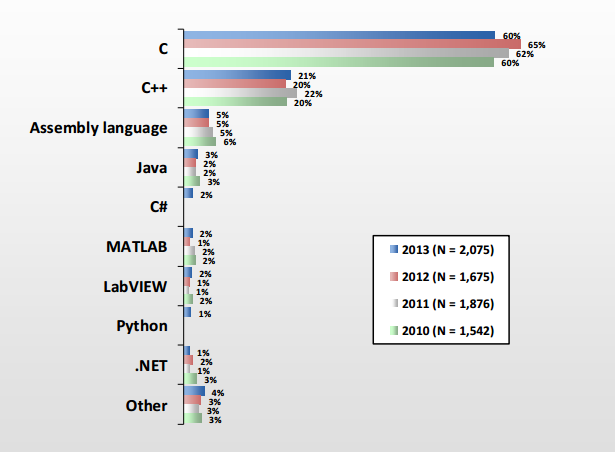 C
60%
65%
62%
60%
C++
21%
20%
22%
20%
Assembly language
5%
5%
5%
6%
Java
3%
2%
2%
3%
C#
2%
MATLAB
2%
1%
2%
2%
LabVIEW
2%
1%
1%
2%
Python
1%
.NET
1%
2%
1%
3%
Other
4%
3%
3%
3%
2013 (N = 2,075)
2012 (N = 1,675)
2011 (N = 1,876)
2010 (N = 1,542)